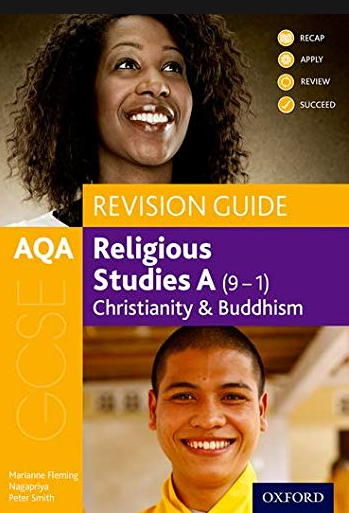 RECAP
APPLY
REVIEW
SUCCEED
REVISION GUIDE
AQA
Religious
Studies A (9 – 1)
Christianity & Buddhism
GCSE
Marianne Fleming
Nagapriya
Peter Smith
OXFORD